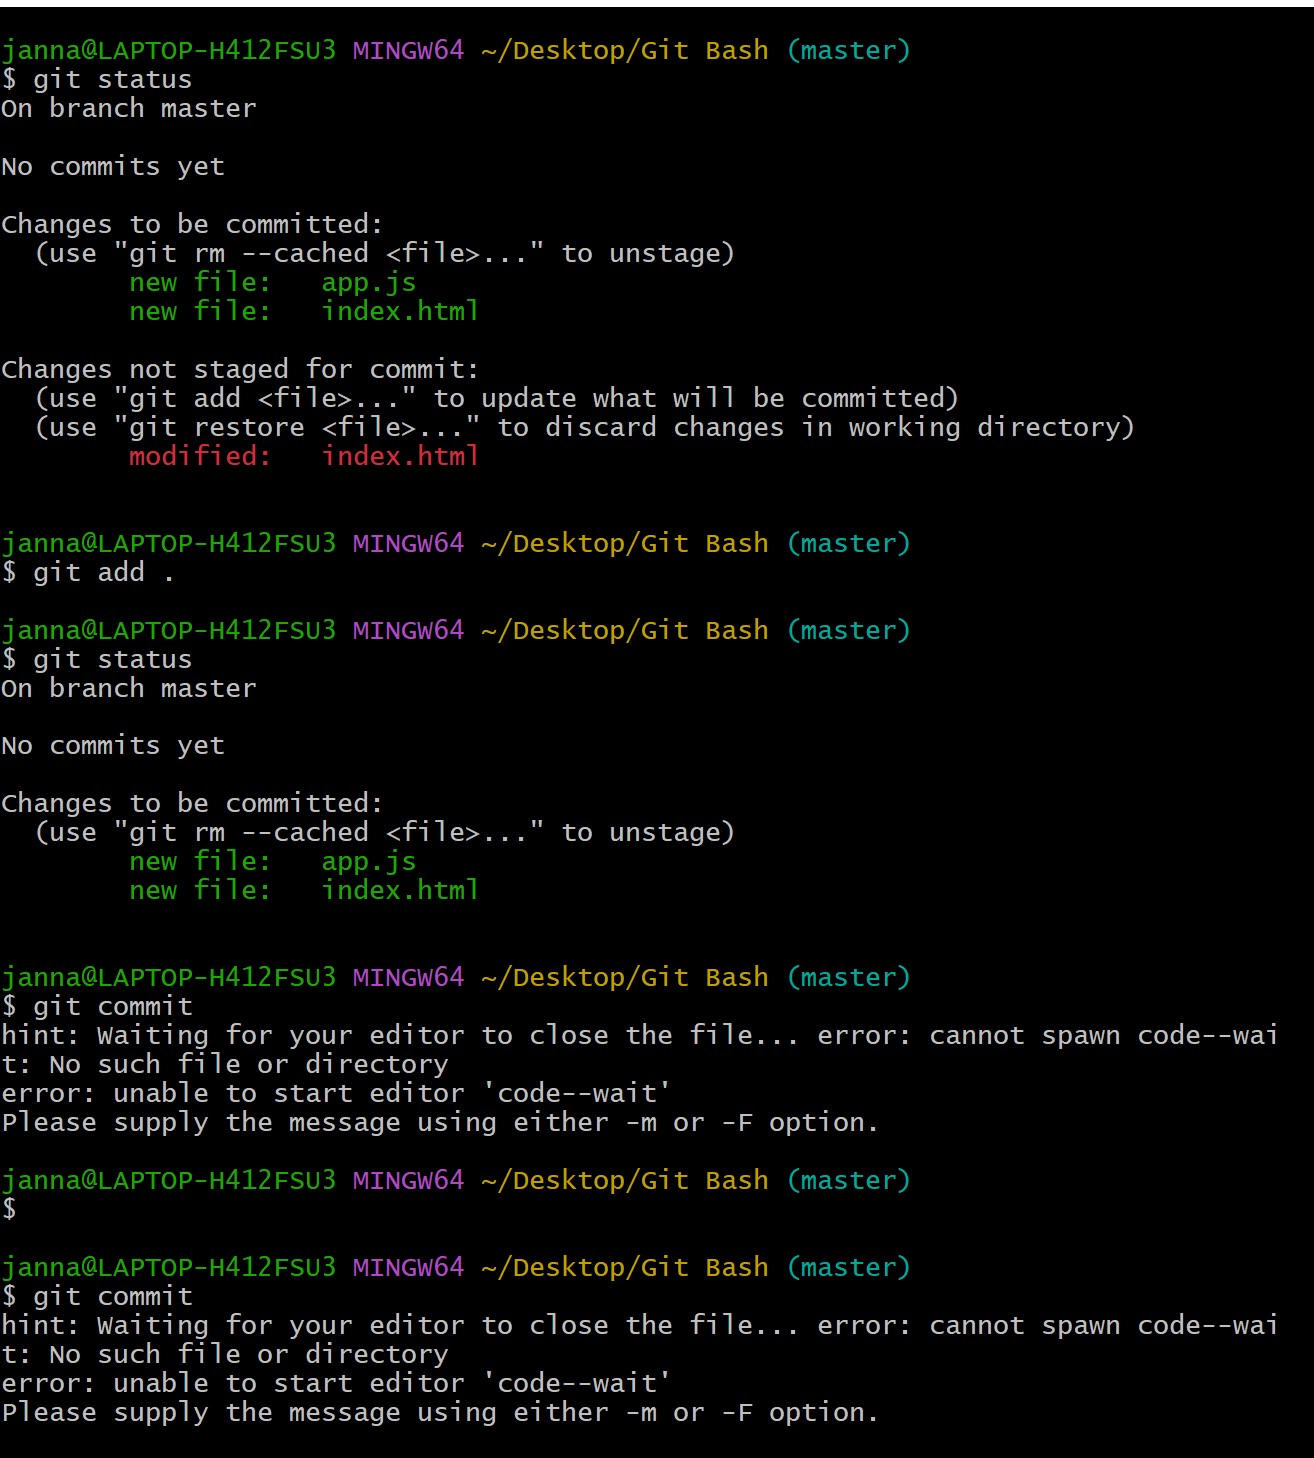 janna@LAPTOP-H412FSU3 MINGW64 ~/Desktop/Git Bash (master)
$ git status
On branch master
No commits yet
Changes to be committed:
  (use "git rm --cached <file>..." to unstage)
        new file:   app.js
        new file:   index.html
Changes not staged for commit:
  (use "git add <file>..." to update what will be committed)
  (use "git restore <file>..." to discard changes in working directory)
        modified:   index.html
janna@LAPTOP-H412FSU3 MINGW64 ~/Desktop/Git Bash (master)
$ git add .
janna@LAPTOP-H412FSU3 MINGW64 ~/Desktop/Git Bash (master)
$ git status
On branch master
No commits yet
Changes to be committed:
  (use "git rm --cached <file>..." to unstage)
        new file:   app.js
        new file:   index.html
janna@LAPTOP-H412FSU3 MINGW64 ~/Desktop/Git Bash (master)
$ git commit
hint: Waiting for your editor to close the file... error: cannot spawn code--wai
t: No such file or directory
error: unable to start editor 'code--wait'
Please supply the message using either -m or -F option.
janna@LAPTOP-H412FSU3 MINGW64 ~/Desktop/Git Bash (master)
$
janna@LAPTOP-H412FSU3 MINGW64 ~/Desktop/Git Bash (master)
$ git commit
hint: Waiting for your editor to close the file... error: cannot spawn code--wai
t: No such file or directory
error: unable to start editor 'code--wait'
Please supply the message using either -m or -F option.